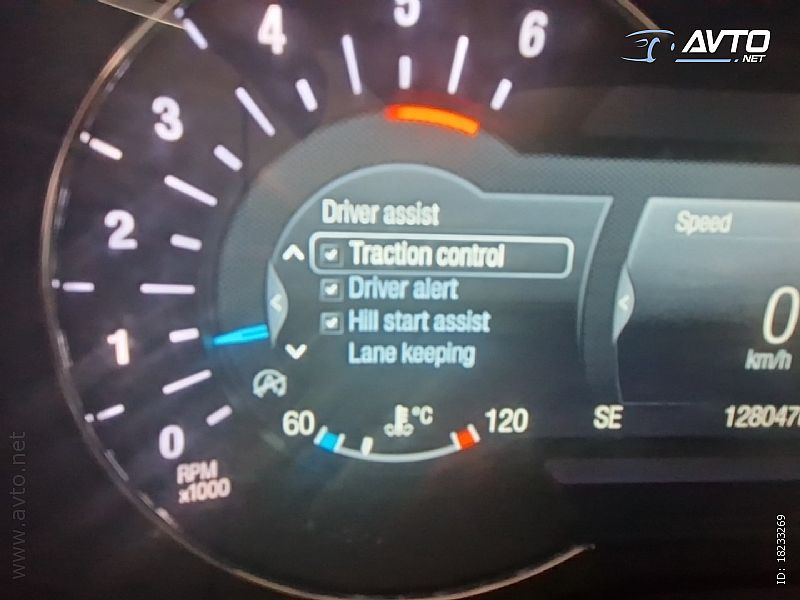 AVTO
.NET
4
5
6
3
2
1
0
RPM
x1000
Driver assist
Traction control
Driver alert
Hill start assist
Lane keeping
60
°C
120
Speed
0
km/h
SE
www.avto.net
ID: 18233269